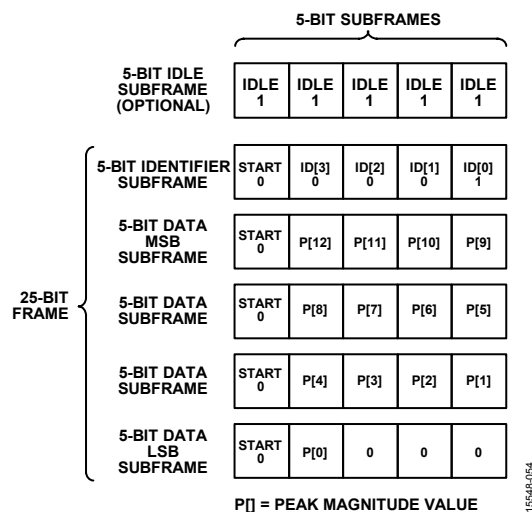 5-BIT SUBFRAMES
5-BIT IDLE
SUBFRAME
(OPTIONAL)
IDLE
1
IDLE
1
IDLE
1
IDLE
1
IDLE
1
25-BIT
FRAME
5-BIT IDENTIFIER
SUBFRAME
START
0
ID[3]
0
ID[2]
0
ID[1]
0
ID[0]
1
5-BIT DATA
MSB
SUBFRAME
START
0
P[12]
P[11]
P[10]
P[9]
5-BIT DATA
SUBFRAME
START
0
P[8]
P[7]
P[6]
P[5]
5-BIT DATA
SUBFRAME
START
0
P[4]
P[3]
P[2]
P[1]
5-BIT DATA
LSB
SUBFRAME
START
0
P[0]
0
0
0
P[] = PEAK MAGNITUDE VALUE
15548-054